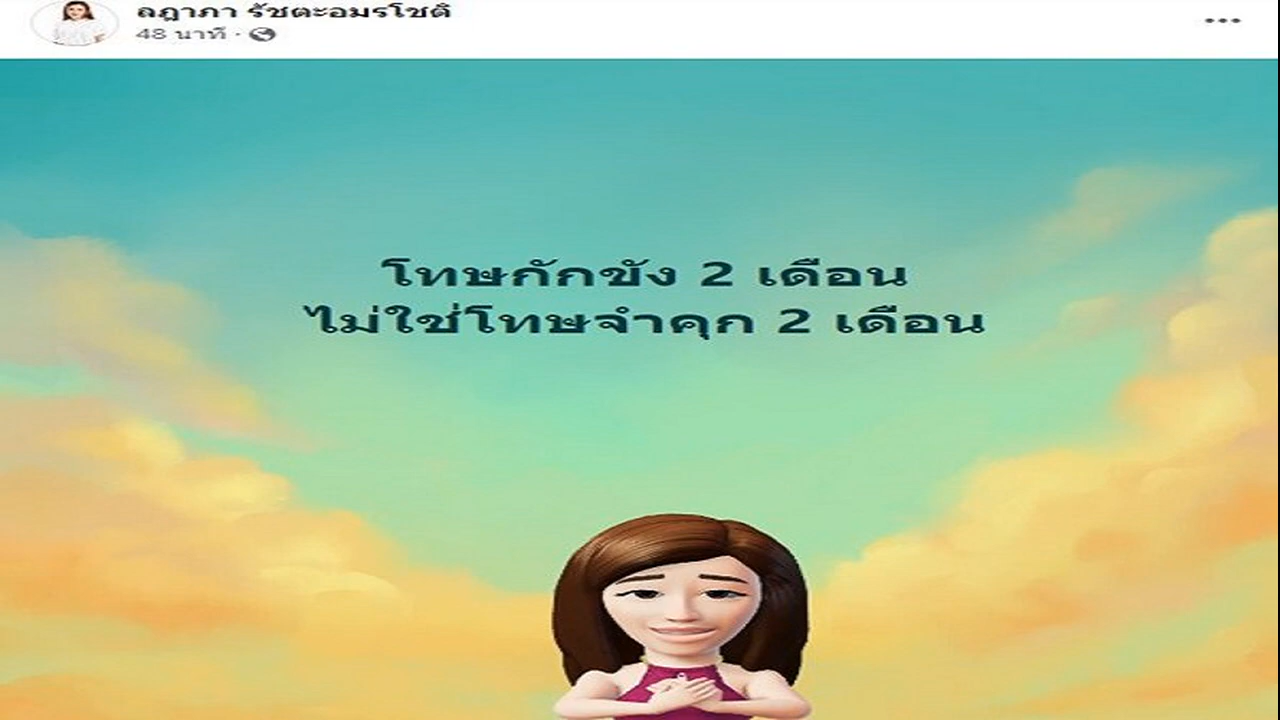 ลฎาภา รัชตะอมรโชติ
48 นาที ·
โทษกักขัง 2 เดือน
ไม่ใช่โทษจำคุก 2 เดือน